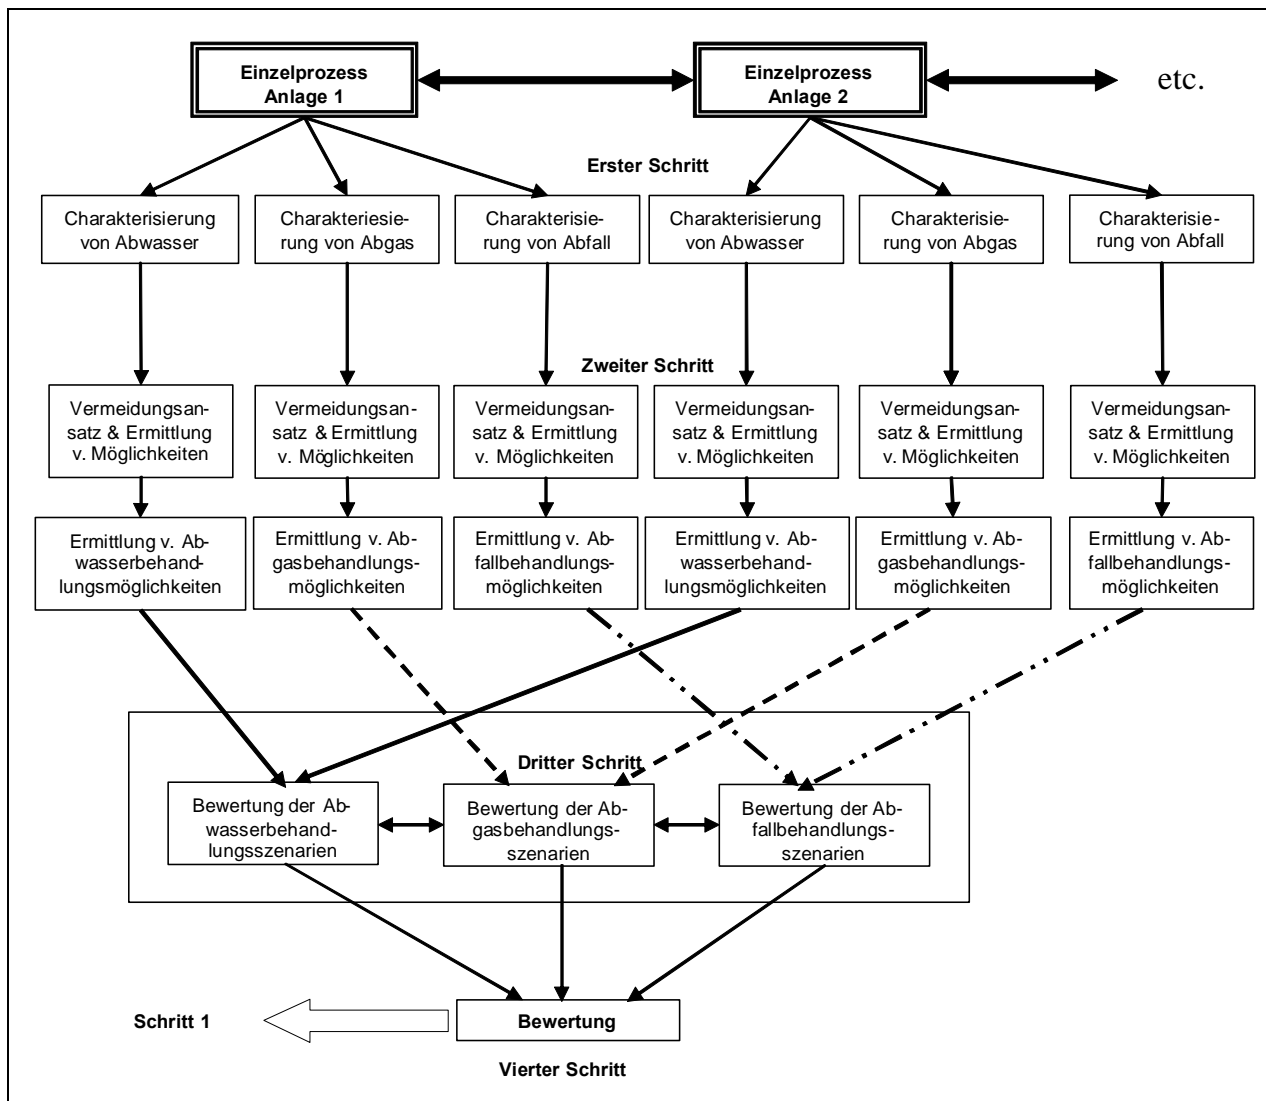 Einzelprozess
Anlage 1
Einzelprozess
Anlage 2
etc.
Erster Schritt
Charakterisierung
von Abwasser
Charakteriesie-
rung von Abgas
Charakterisie-
rung von Abfall
Charakterisierung
von Abwasser
Charakterisie-
rung von Abgas
Charakterisie-
rung von Abfall
Zweiter Schritt
Vermeidungsan-
satz & Ermittlung
v. Möglichkeiten
Vermeidungsan-
satz & Ermittlung
v. Möglichkeiten
Vermeidungsan-
satz & Ermittlung
v. Möglichkeiten
Vermeidungsan-
satz & Ermittlung
v. Möglichkeiten
Vermeidungsan-
satz & Ermittlung
v. Möglichkeiten
Vermeidungsan-
satz & Ermittlung
v. Möglichkeiten
Ermittlung v. Ab-
wasserbehand-
lungsmöglichkeiten
Ermittlung v. Ab-
gasbehandlungs-
möglichkeiten
Ermittlung v. Ab-
fallbehandlungs-
möglichkeiten
Ermittlung v. Ab-
wasserbehand-
lungsmöglichkeiten
Ermittlung v. Ab-
gasbehandlungs-
möglichkeiten
Ermittlung v. Ab-
fallbehandlungs-
möglichkeiten
Dritter Schritt
Bewertung der Ab-
wasserbehand-
lungsszenarien
Bewertung der Ab-
gasbehandlungs-
szenarien
Bewertung der Ab-
fallbehandlungs-
szenarien
Schritt 1
Bewertung
Vierter Schritt